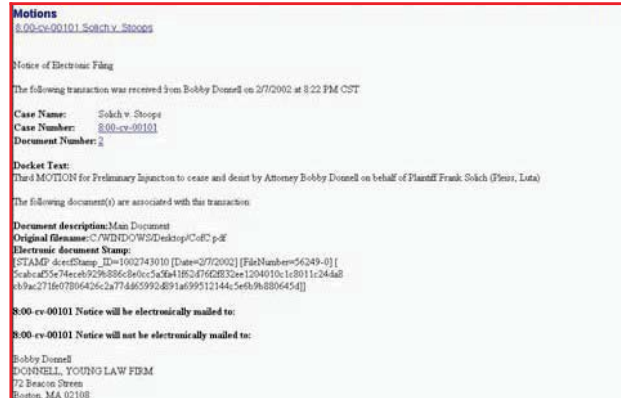 Motions
8:00-cv-00101 Solich v. Stoops
Notice of Electronic Filing
The following transaction was received from Bobby Donnell on 2/7/2002 at 8:22 PM CST
Case Name: Solich v. Stoops
Case Number: 8:00-cv-00101
Document Number: 2
Docket Text:
Third MOTION for Preliminary Injuncton to cease and desist by Attorney Bobby Donnell on behalf of Plaintiff Frank Solich (Pleiss, Luta)
The following document(s) are associated with this transaction:
Document description: Main Document
Original filename: C:/WINDOWS/Desktop/CofC.pdf
Electronic document Stamp:
[STAMP dcecfStamp_ID=1002743010 [Date=2/7/2002] [FileNumber=56249-0] [
8:00-cv-00101 Notice will be electronically mailed to:
8:00-cv-00101 Notice will not be electronically mailed to:
Bobby Donnell
DONNELL, YOUNG LAW FIRM
72 Beacon Streen
Boston, MA 02108